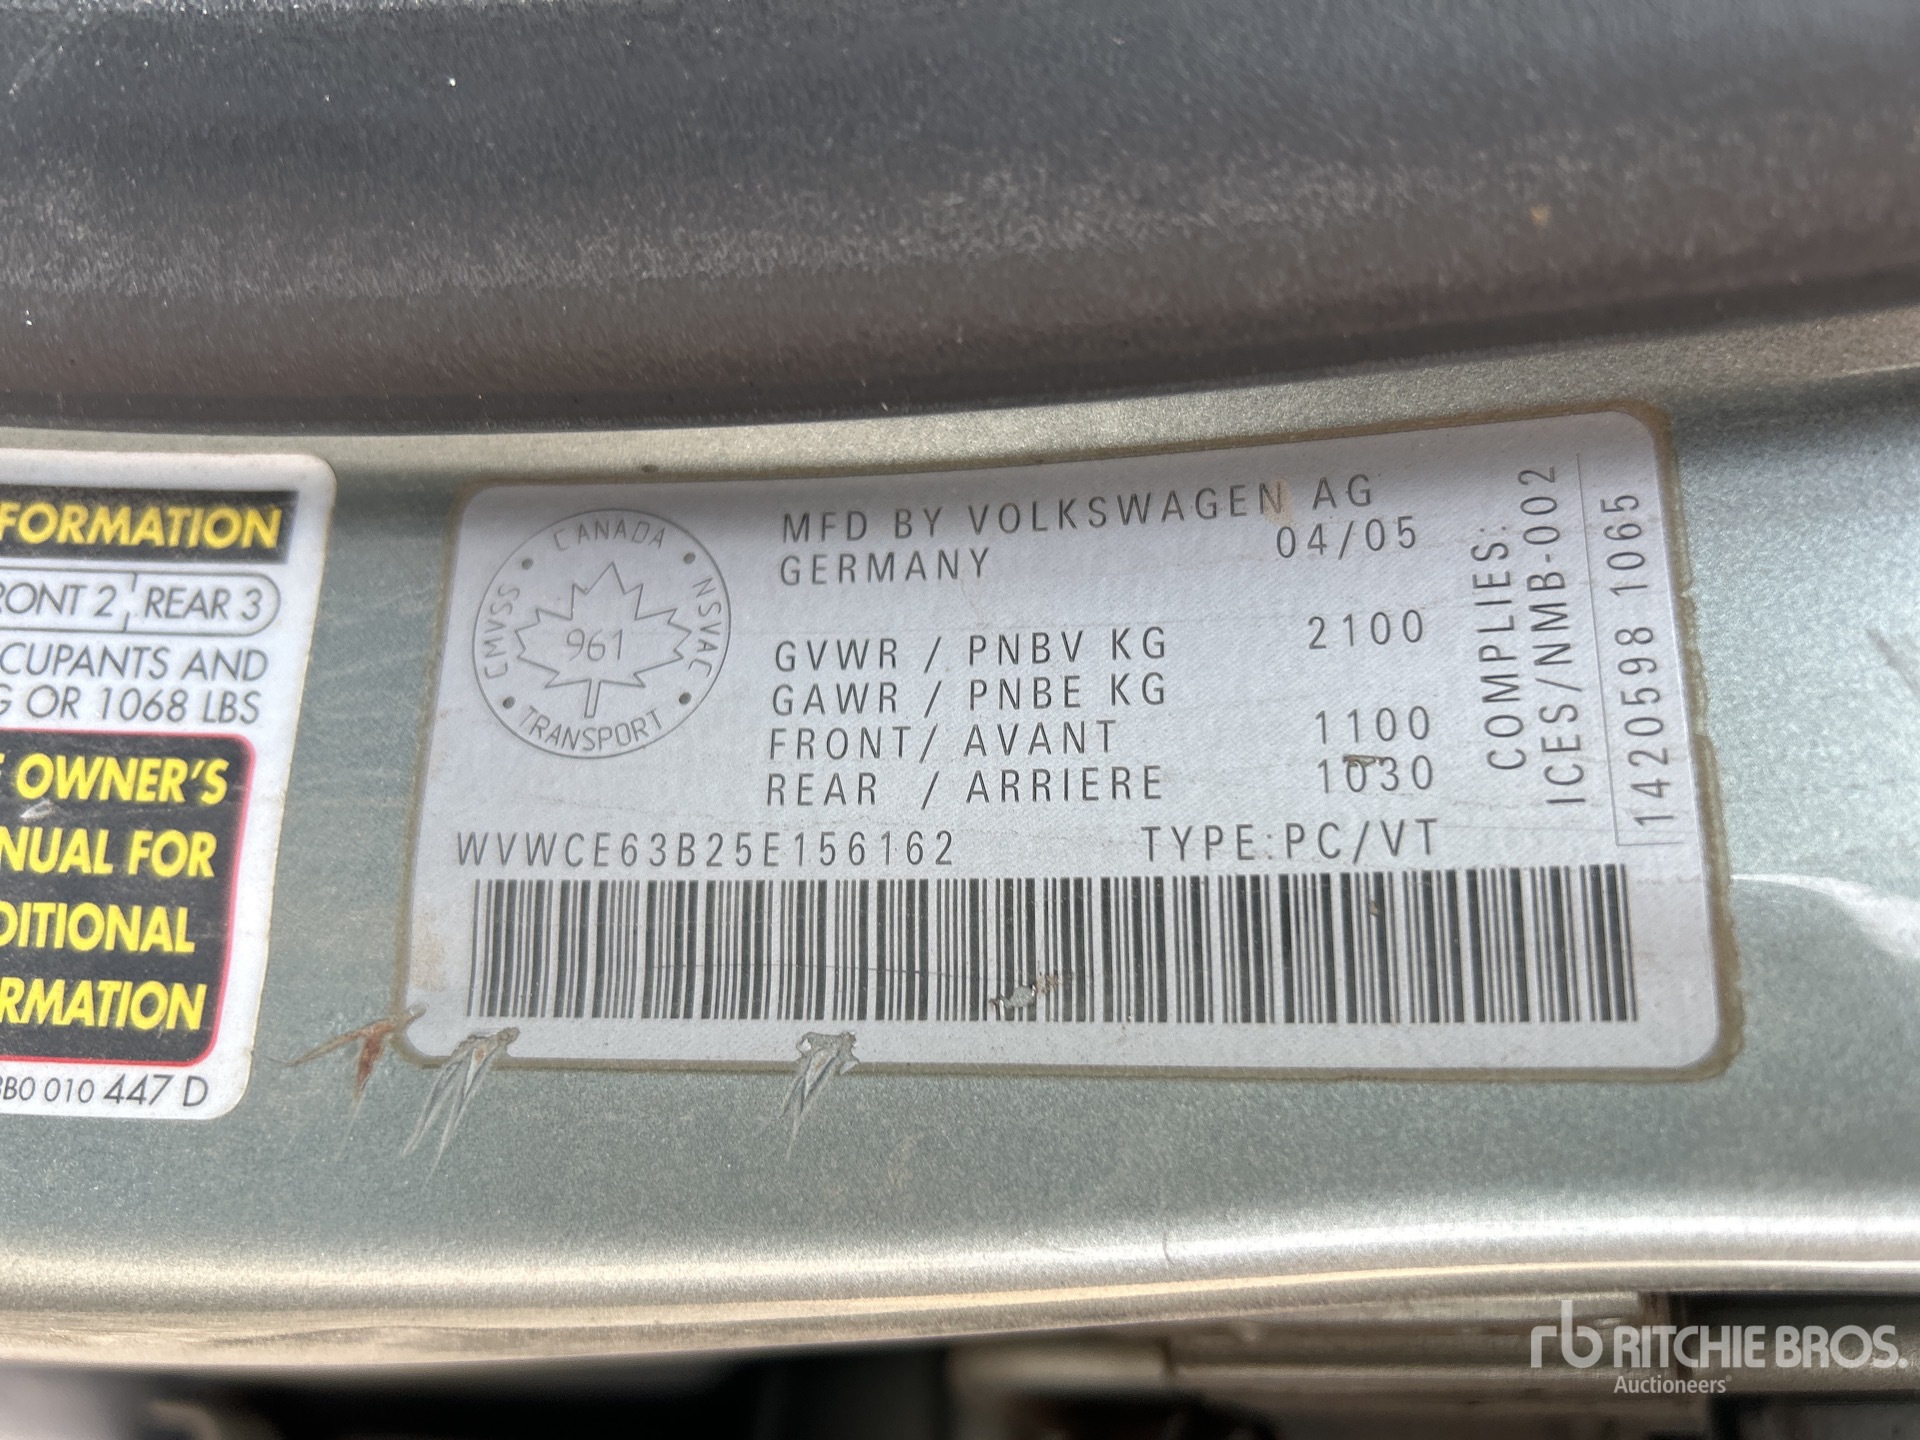 FORMATION
RONT 2 REAR 3
CUPANTS AND
G OR 1068 LBS
OWNER'S
NUAL FOR
DITIONAL
RMATION
3B0 010 447 D
CANADA
CMVSS
NSVAC
961
TRANSPORT
MFD BY VOLKSWAGEN AG
GERMANY 04/05
GVWR / PNBV KG 2100
GAWR / PNBE KG
FRONT/ AVANT 1100
REAR / ARRIERE 1030
WVWCE63B25E156162 TYPE:PC/VT
COMPLIES:
ICES/NMB-002
1420598 1065
rb RITCHIE BROS.
Auctioneers